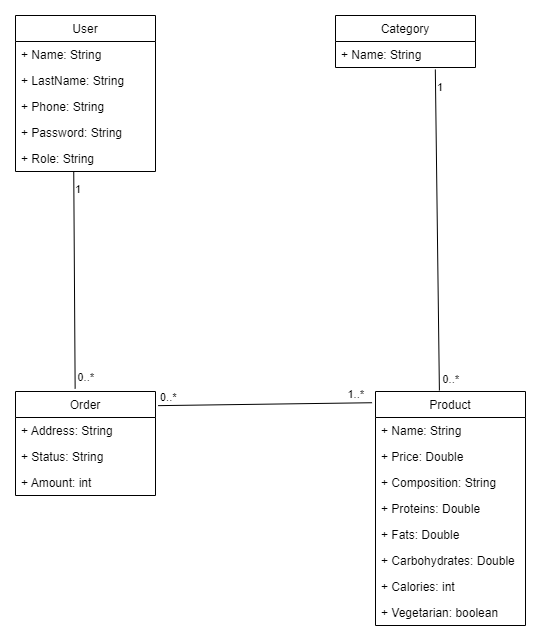 User
+ Name: String
+ LastName: String
+ Phone: String
+ Password: String
+ Role: String
Category
+ Name: String
1
1
0..*
0..*
0..*
1..*
Order
+ Address: String
+ Status: String
+ Amount: int
Product
+ Name: String
+ Price: Double
+ Composition: String
+ Proteins: Double
+ Fats: Double
+ Carbohydrates: Double
+ Calories: int
+ Vegetarian: boolean